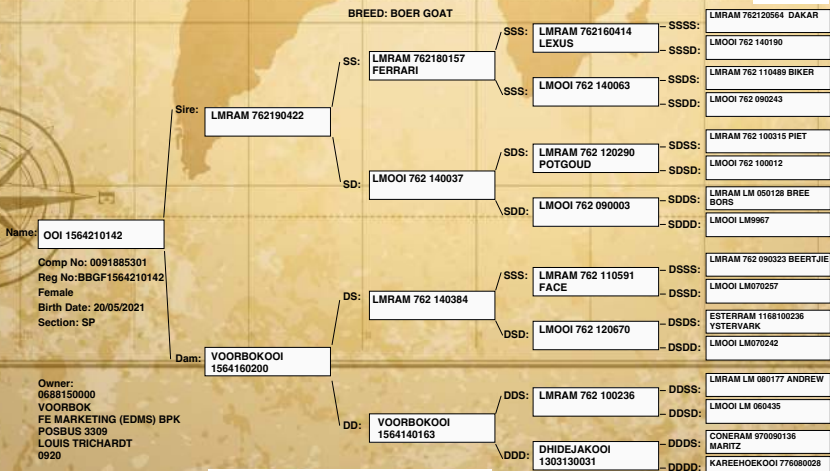 BREED: BOER GOAT
Name:
OOI 1564210142
Comp No: 0091885301
Reg No:BBGF1564210142
Female
Birth Date: 20/05/2021
Section: SP
Owner:
0688150000
VOORBOK
FE MARKETING (EDMS) BPK
POSBUS 3309
LOUIS TRICHARDT
0920
Sire:
LMRAM 762190422
Dam:
VOORBOKOOI
1564160200
SS:
LMRAM 762180157
FERRARI
SD:
LMOOI 762 140037
DS:
LMRAM 762 140384
DD:
VOORBOKOOI
1564140163
SSS:
LMRAM 762160414
LEXUS
SSS:
LMOOI 762 140063
SDS:
LMRAM 762 120290
POTGOUD
SDD:
LMOOI 762 090003
SSS:
LMRAM 762 110591
FACE
DSD:
LMOOI 762 120670
DDS:
LMRAM 762 100236
DDD:
DHIDEJAKOOI
1303130031
SSSS:
LMRAM 762120564 DAKAR
SSSD:
LMOOI 762 140190
SSDS:
LMRAM 762 110489 BIKER
SSDD:
LMOOI 762 090243
SDSS:
LMRAM 762 100315 PIET
SDSD:
LMOOI 762 100012
SDDS:
LMRAM LM 050128 BREE
BORS
SDDD:
LMOOI LM9967
DSSS:
LMRAM 762 090323 BEERTJIE
DSSD:
LMOOI LM070257
DSDS:
ESTERRAM 1168100236
YSTERVARK
DSDD:
LMOOI LM070242
DDSS:
LMRAM LM 080177 ANDREW
DDSD:
LMOOI LM 060435
DDDS:
CONERAM 970090136
MARITZ
DDDD:
KAREEHOEKOOI 776080028